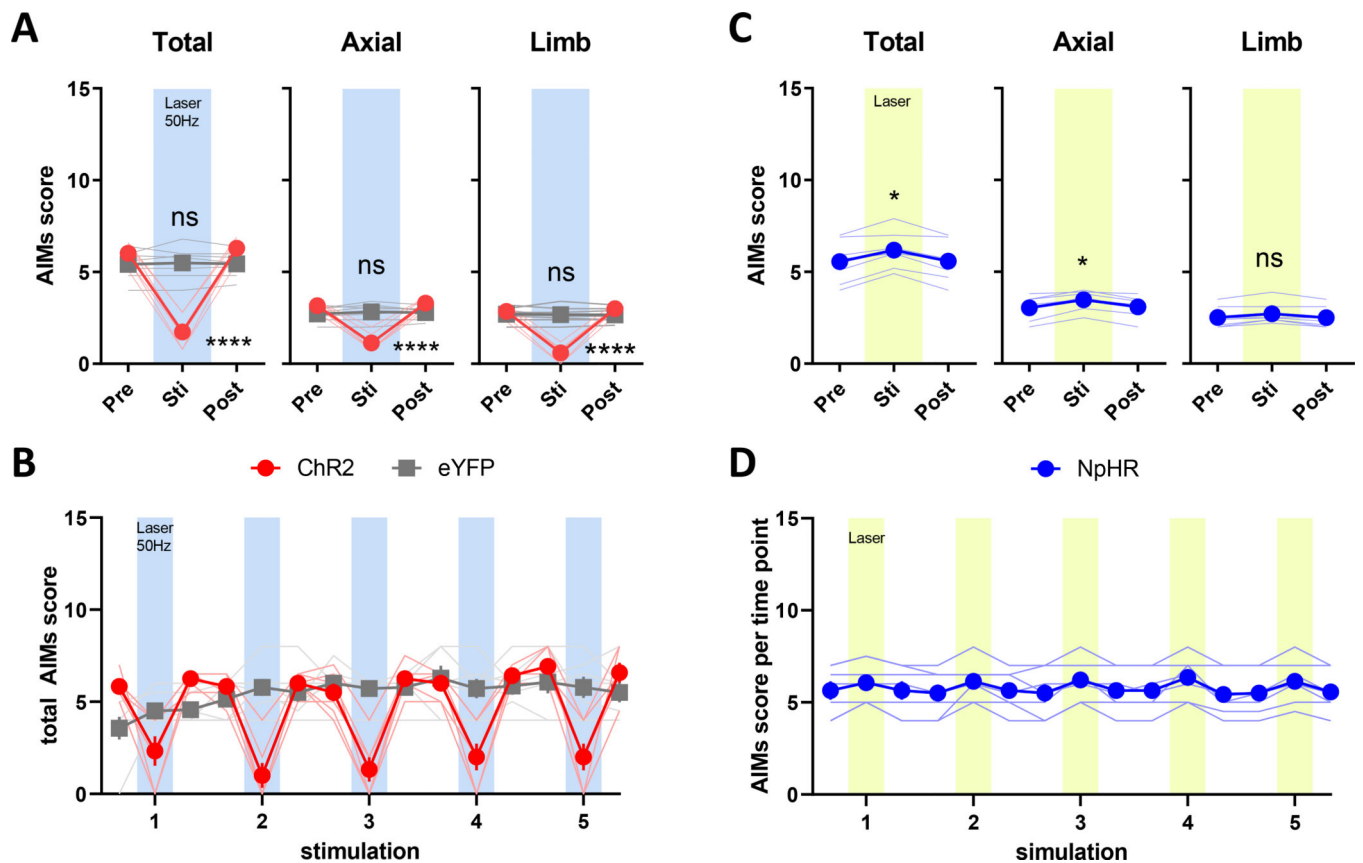 A
Total
Axial
Limb
AIMs score
15
10
5
0
Laser
50Hz
ns
****
ns
****
ns
****
Pre
Sti
Post
Pre
Sti
Post
Pre
Sti
Post
C
Total
Axial
Limb
AIMs score
15
10
5
0
Laser
*
*
ns
Pre
Sti
Post
Pre
Sti
Post
Pre
Sti
Post
B
ChR2
eYFP
total AIMs score
15
10
5
0
Laser
50Hz
1
2
3
4
5
stimulation
D
NpHR
AIMs score per time point
15
10
5
0
Laser
1
2
3
4
5
simulation